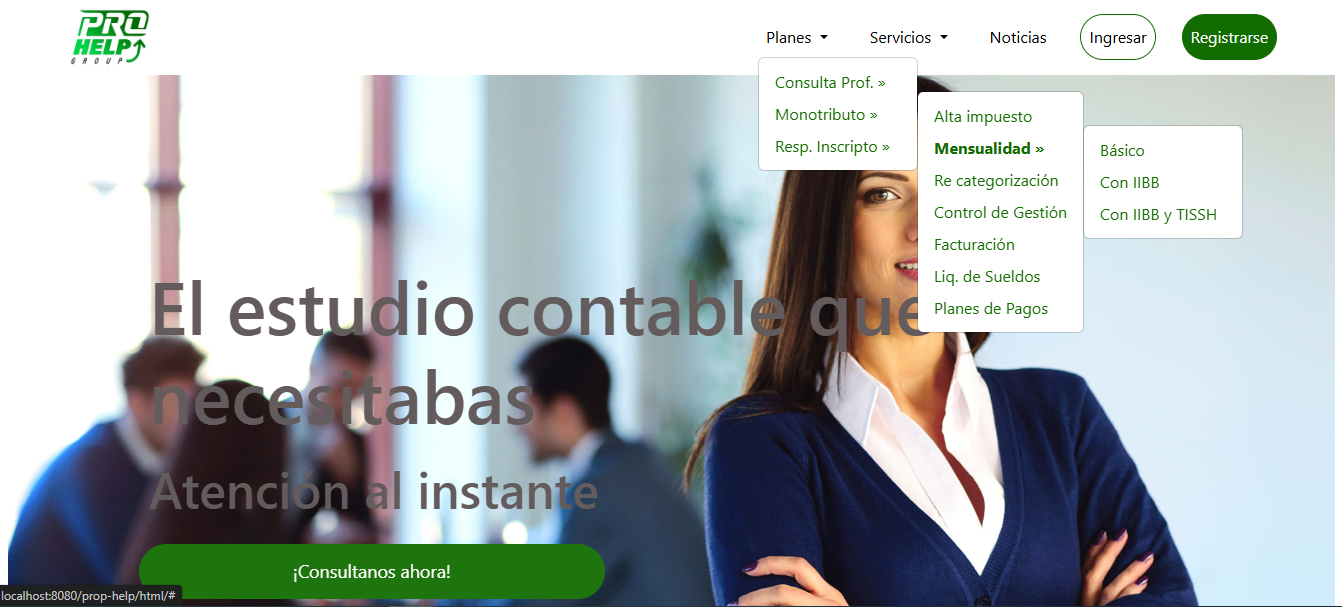 PRO
HELP
GROUP
Planes
Servicios
Noticias
Ingresar
Registrarse
Consulta Prof. »
Monotributo »
Resp. Inscripto »
Alta impuesto
Mensualidad »
Re categorización
Control de Gestión
Facturación
Liq. de Sueldos
Planes de Pagos
Básico
Con IIBB
Con IIBB y TISSH
El estudio contable que
necesitabas
Atención al instante
¡Consultanos ahora!
localhost:8080/prop-help/html/#